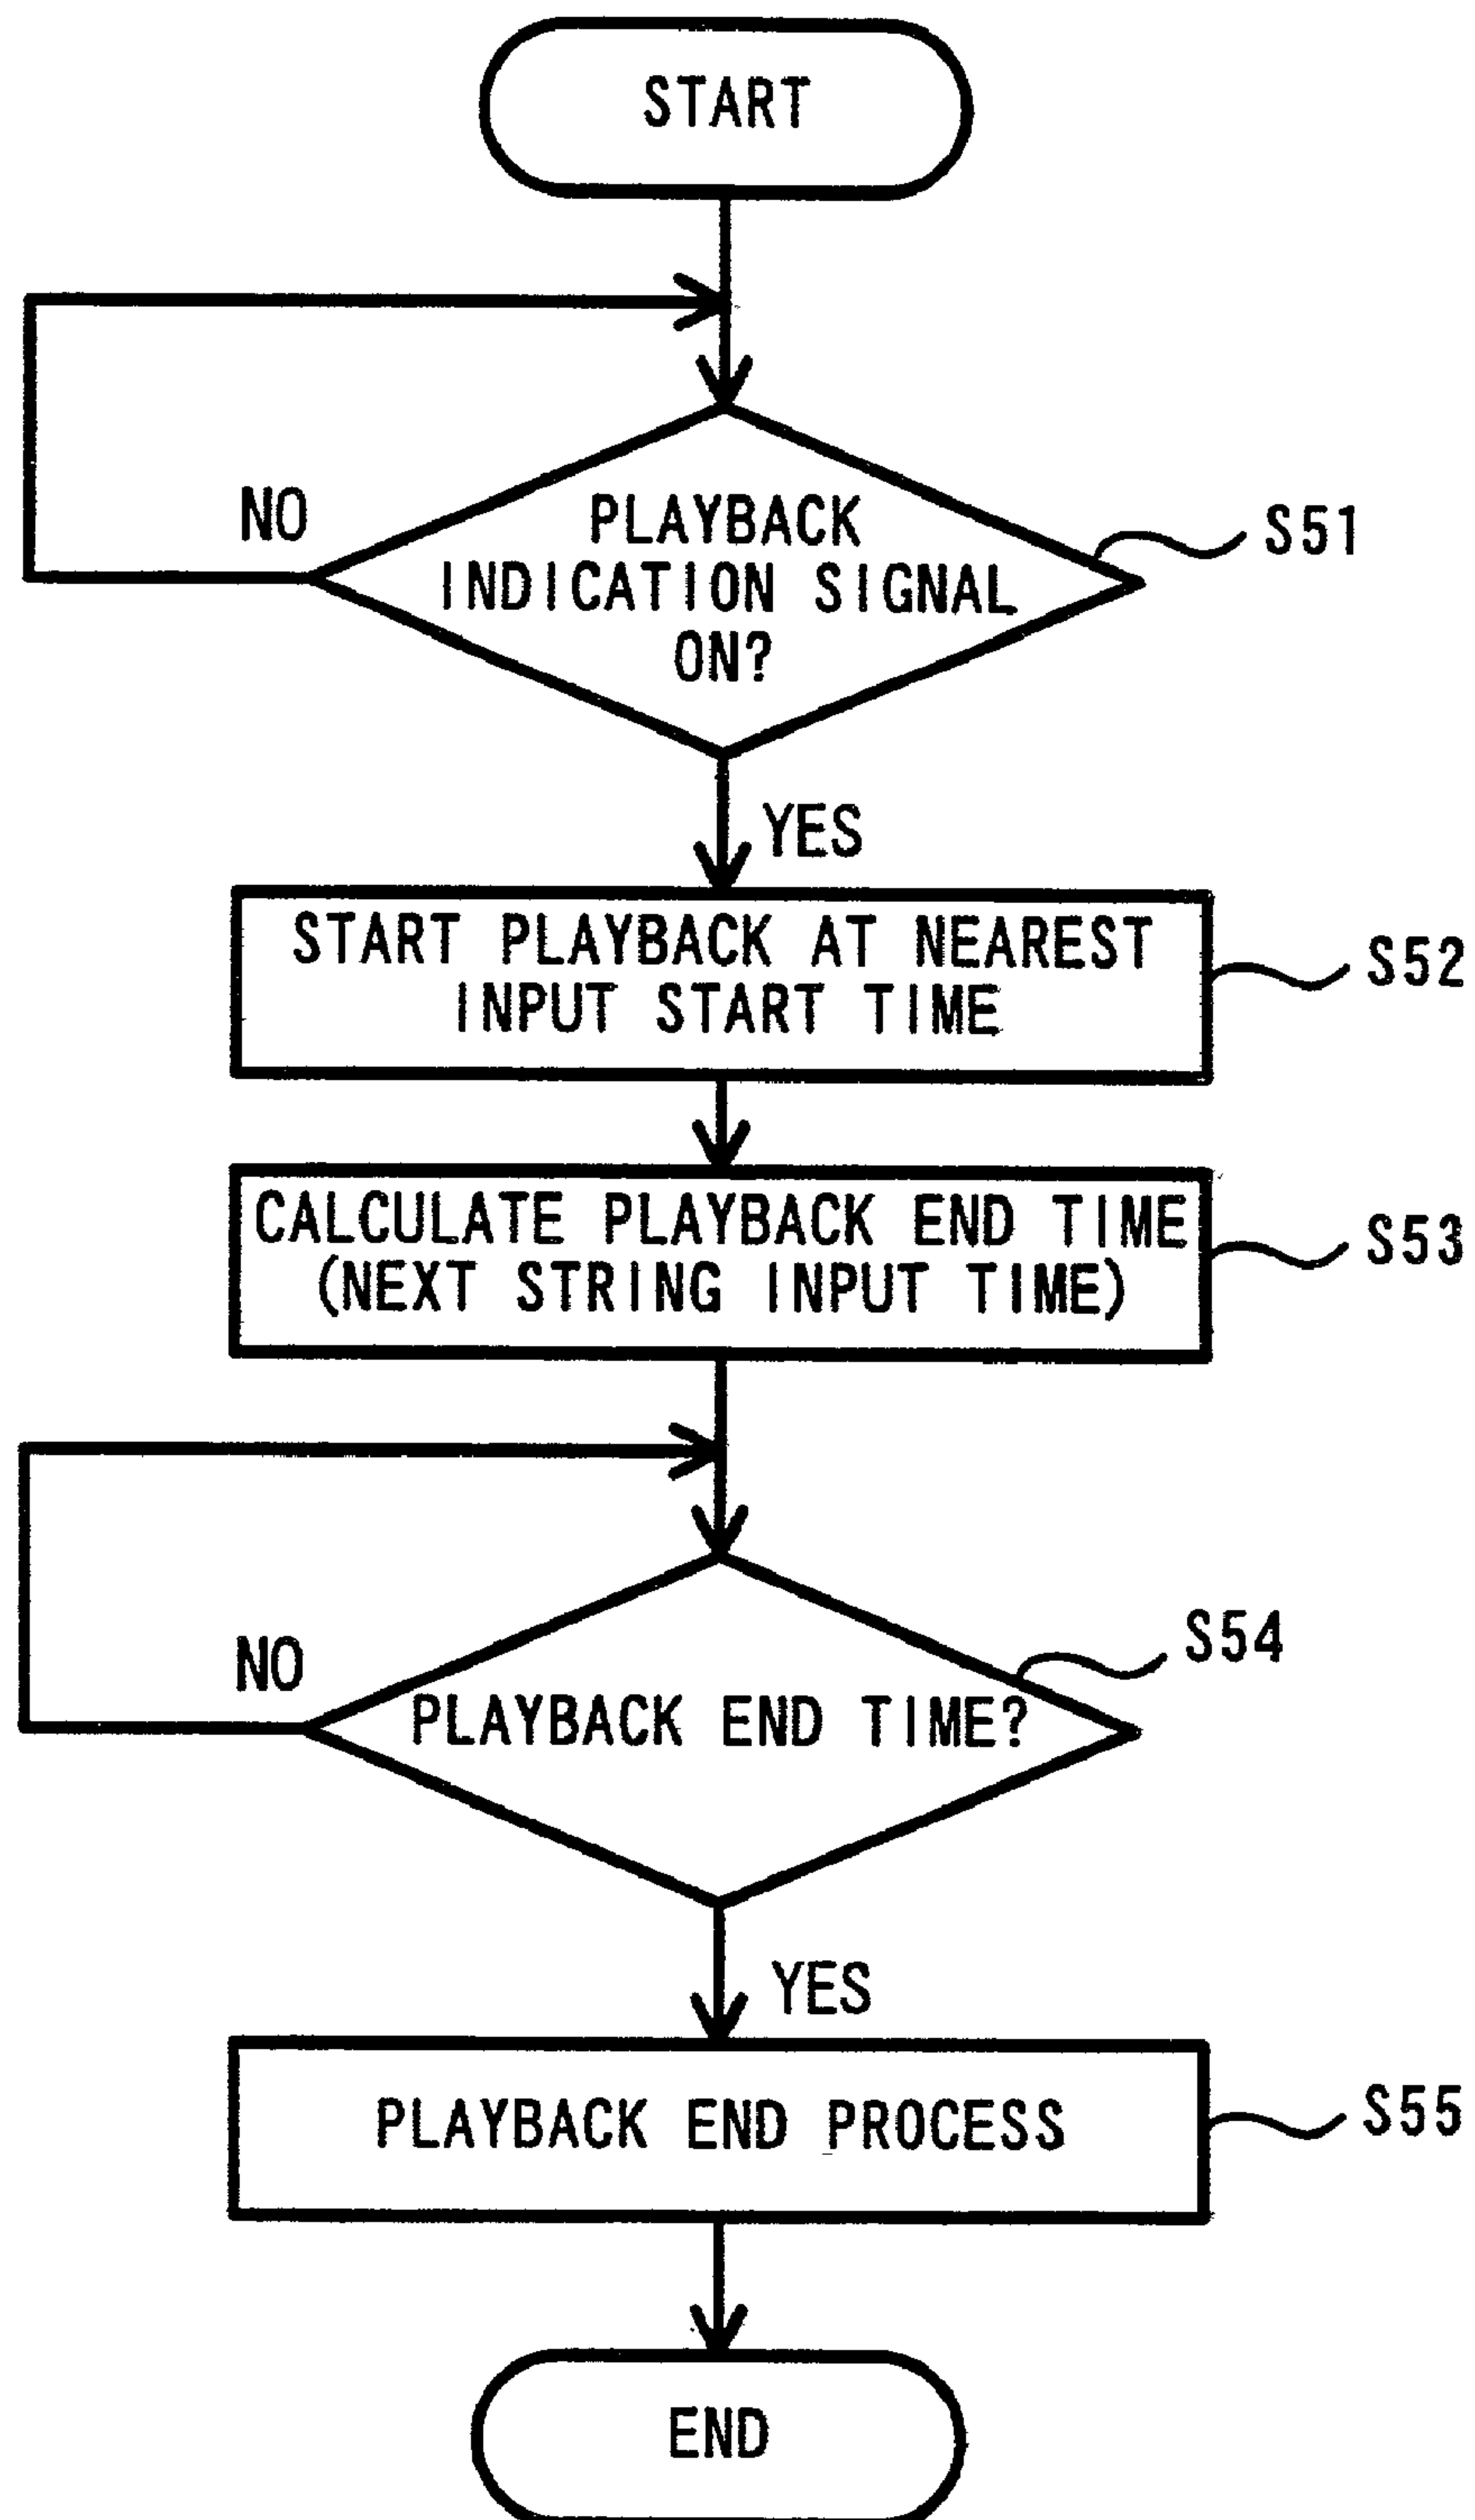 START
NO
PLAYBACK
INDICATION SIGNAL
ON?
S51
YES
START PLAYBACK AT NEAREST
INPUT START TIME
S52
CALCULATE PLAYBACK END TIME
(NEXT STRING INPUT TIME)
S53
NO
PLAYBACK END TIME?
S54
YES
PLAYBACK END PROCESS
S55
END